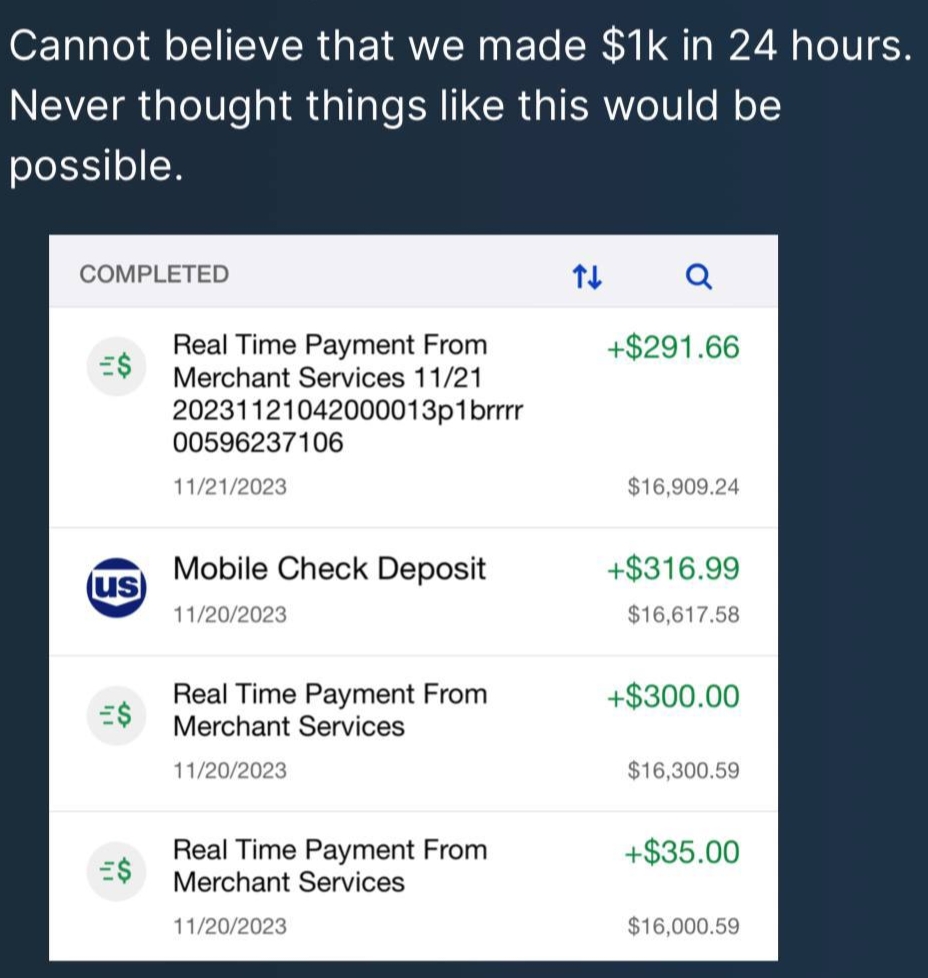 Cannot believe that we made $1k in 24 hours.
Never thought things like this would be
possible.
COMPLETED
Real Time Payment From
+$291.66
Merchant Services 11/21
20231121042000013p1brrrr
00596237106
11/21/2023
$16,909.24
us
Mobile Check Deposit
+$316.99
11/20/2023
$16,617.58
Real Time Payment From
+$300.00
Merchant Services
11/20/2023
$16,300.59
Real Time Payment From
+$35.00
Merchant Services
11/20/2023
$16,000.59